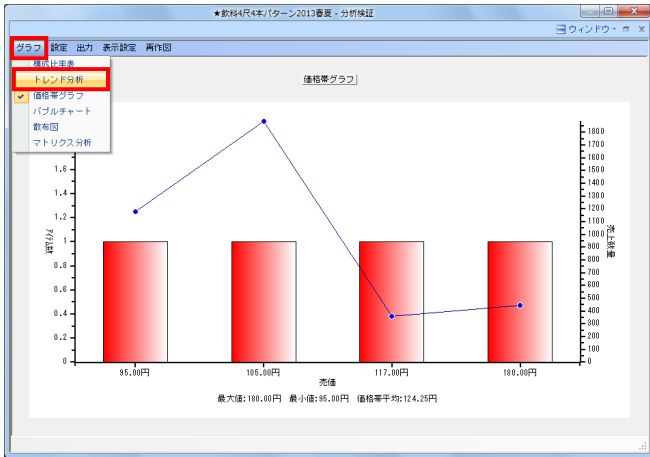 ★飲料4尺4本パターン2013春夏 - 分析検証
ウィンドウ
グラフ 設定 出力 表示設定 再作図
構成比率表
トレンド分析
価格帯グラフ
バブルチャート
散布図
マトリクス分析
価格帯グラフ
1.6
1.4
1.2
1
0.8
0.6
0.4
0.2
0
アイテム数
1800
1700
1600
1500
1400
1300
1200
1100
1000
900
800
700
600
500
400
300
200
100
0
売上数量
95.00円 105.00円 117.00円 180.00円
売価
最大値:180.00円 最小値:95.00円 価格帯平均:124.25円